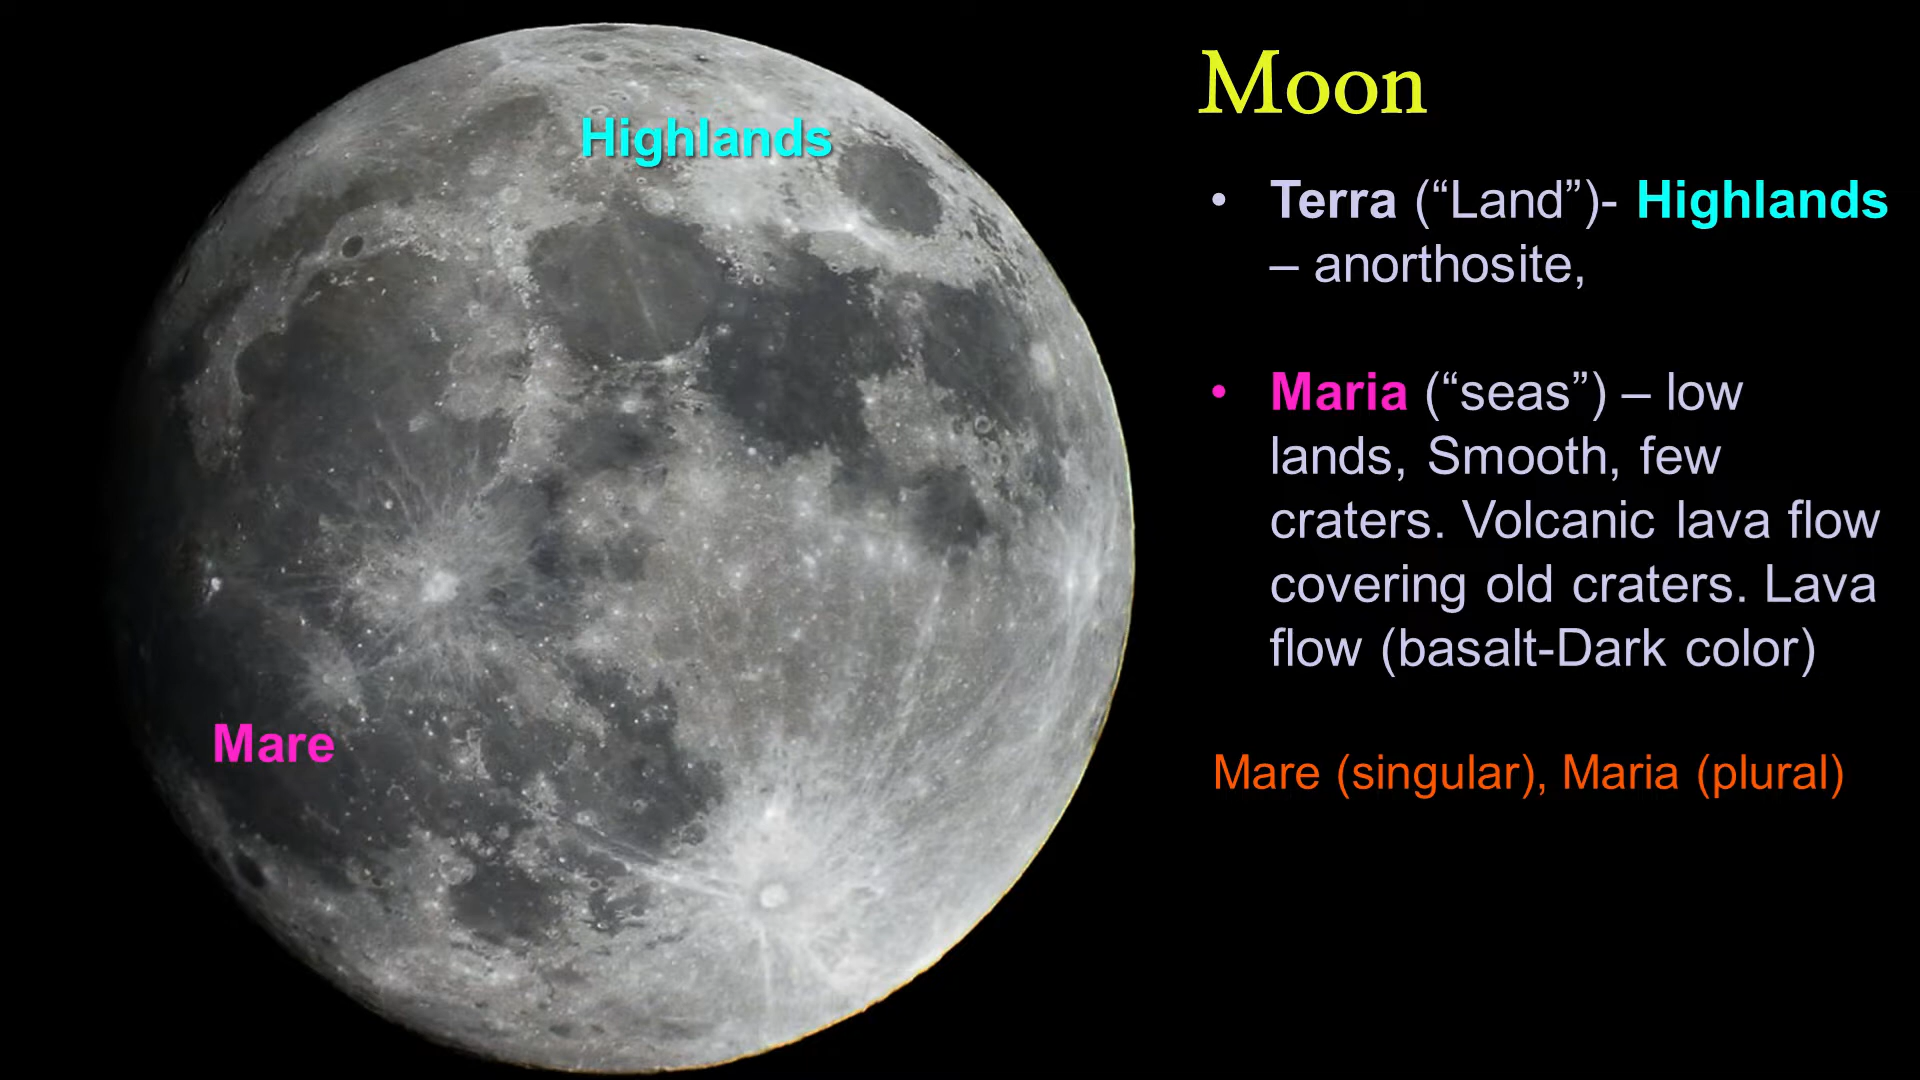 Moon
Highlands
• Terra (“Land”)- Highlands
– anorthosite,
• Maria (“seas”) – low
lands, Smooth, few
craters. Volcanic lava flow
covering old craters. Lava
flow (basalt-Dark color)
Mare
Mare (singular), Maria (plural)